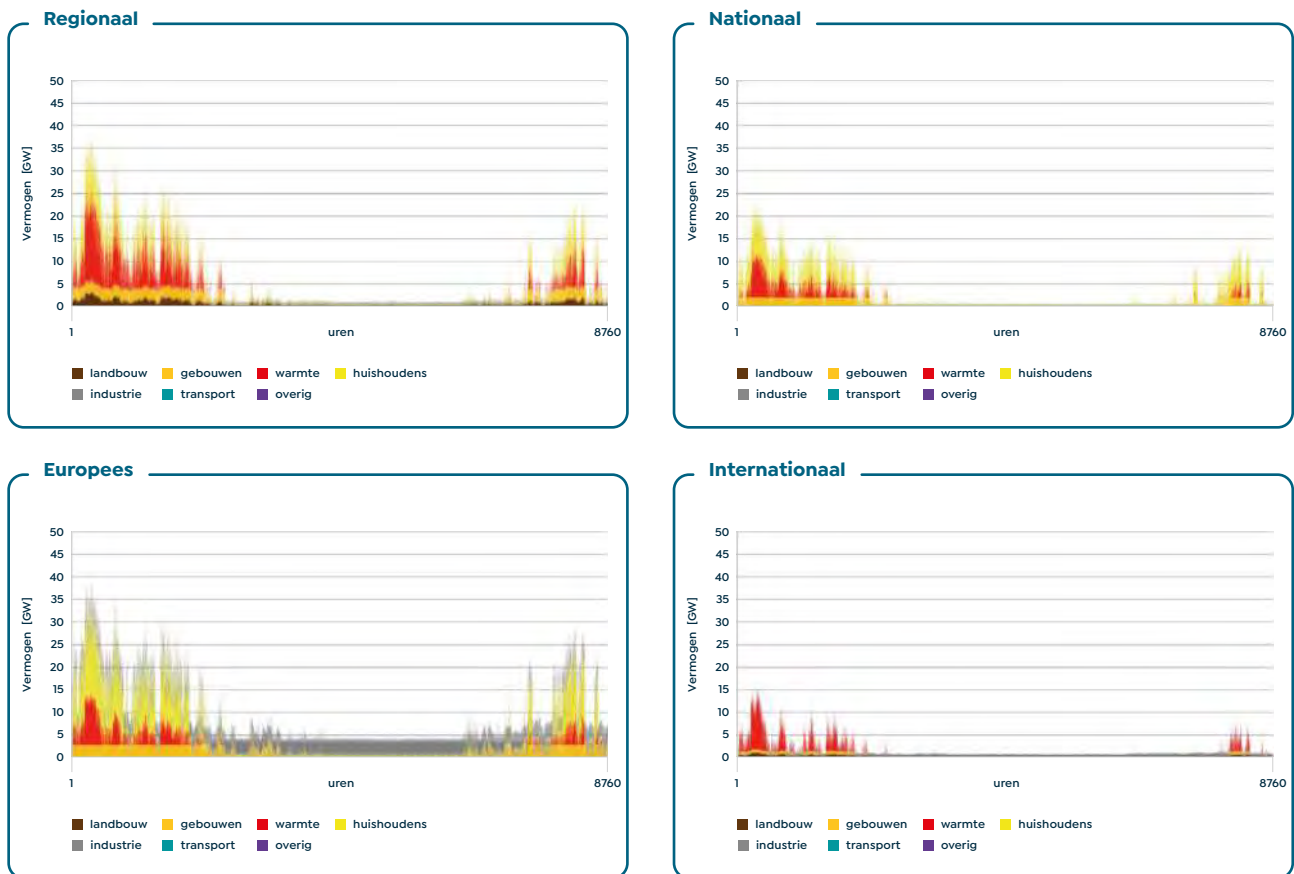 Regionaal
50
45
40
35
30
25
20
15
10
5
0
Vermogen [GW]
1 uren 8760
landbouw gebouwen warmte huishoudens
industrie transport overig
Nationaal
50
45
40
35
30
25
20
15
10
5
0
Vermogen [GW]
1 uren 8760
landbouw gebouwen warmte huishoudens
industrie transport overig
Europees
50
45
40
35
30
25
20
15
10
5
0
Vermogen [GW]
1 uren 8760
landbouw gebouwen warmte huishoudens
industrie transport overig
Internationaal
50
45
40
35
30
25
20
15
10
5
0
Vermogen [GW]
1 uren 8760
landbouw gebouwen warmte huishoudens
industrie transport overig